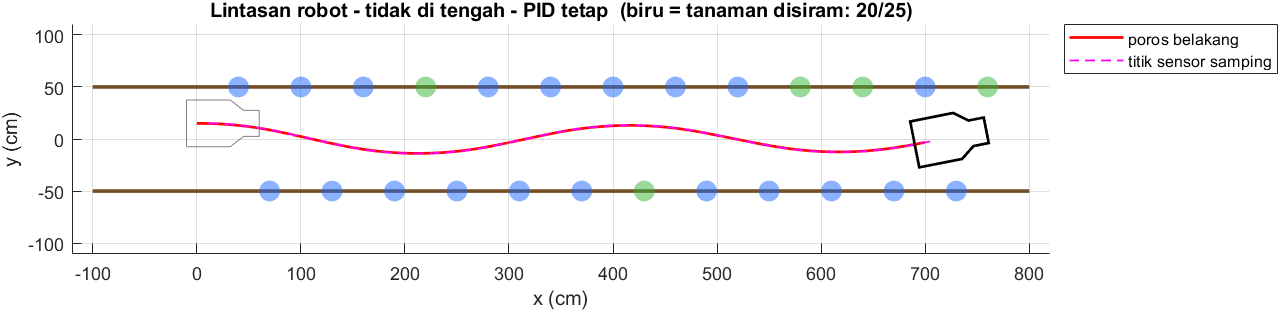 Lintasan robot - tidak di tengah - PID tetap (biru = tanaman disiram: 20/25)
poros belakang
titik sensor samping
100
50
0
-50
-100
y (cm)
-100 0 100 200 300 400 500 600 700 800
x (cm)